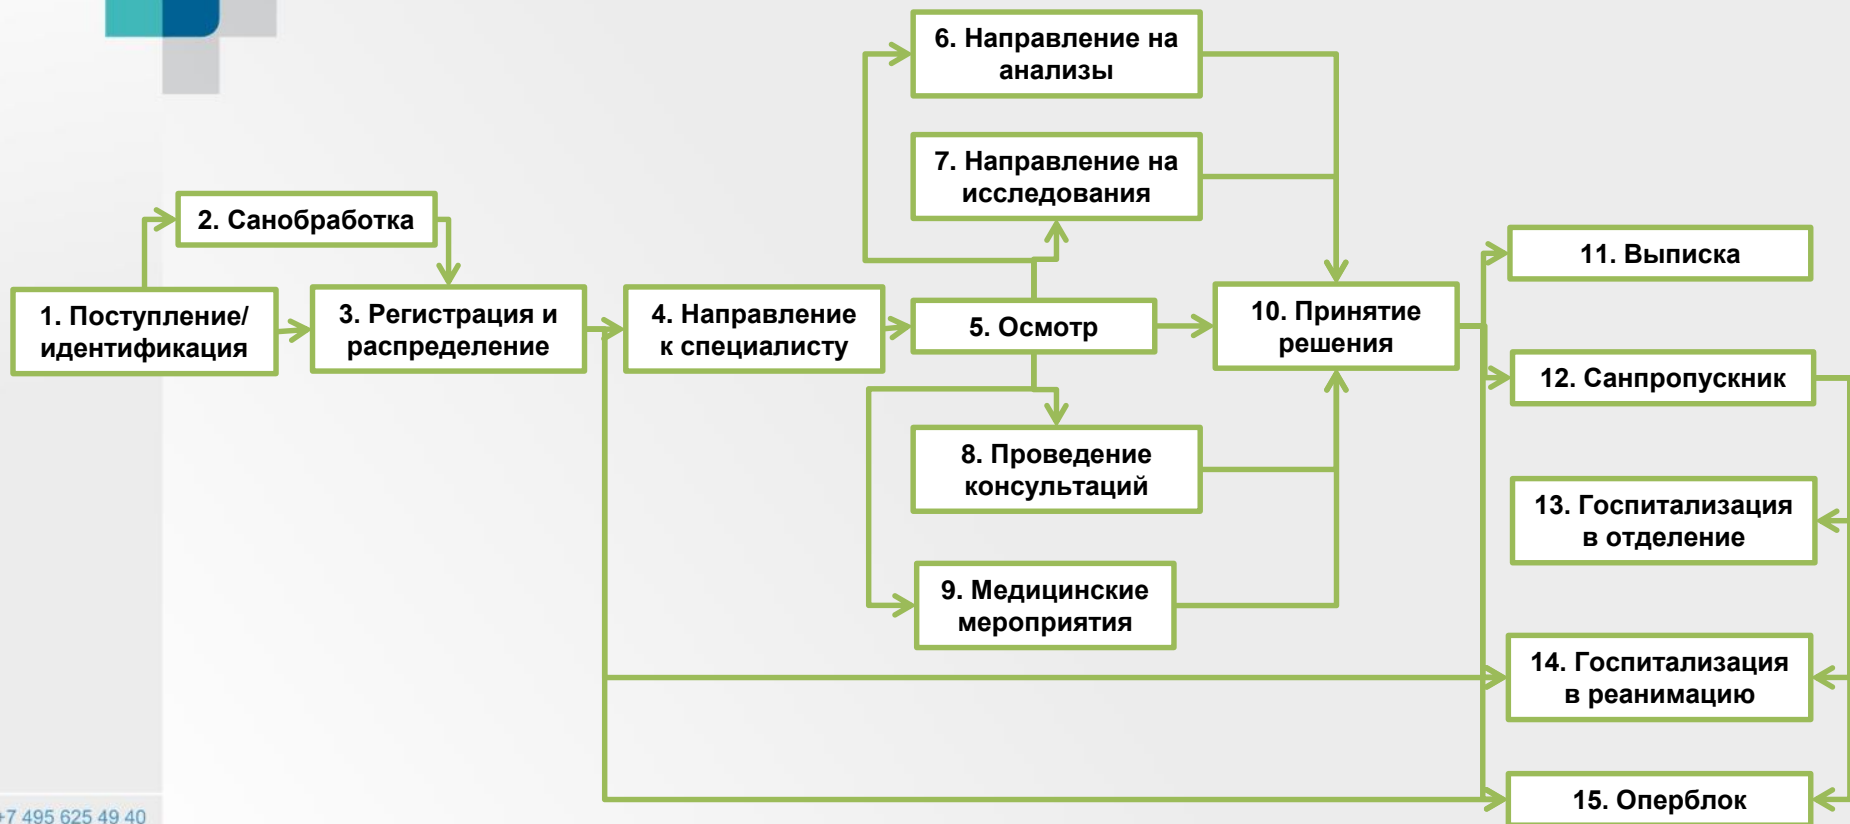 6. Направление на
анализы
7. Направление на
исследования
2. Санобработка
11. Выписка
1. Поступление/
идентификация
3. Регистрация и
распределение
4. Направление
к специалисту
5. Осмотр
10. Принятие
решения
12. Санпропускник
8. Проведение
консультаций
13. Госпитализация
в отделение
9. Медицинские
мероприятия
14. Госпитализация
в реанимацию
15. Оперблок
+7 495 625 49 40